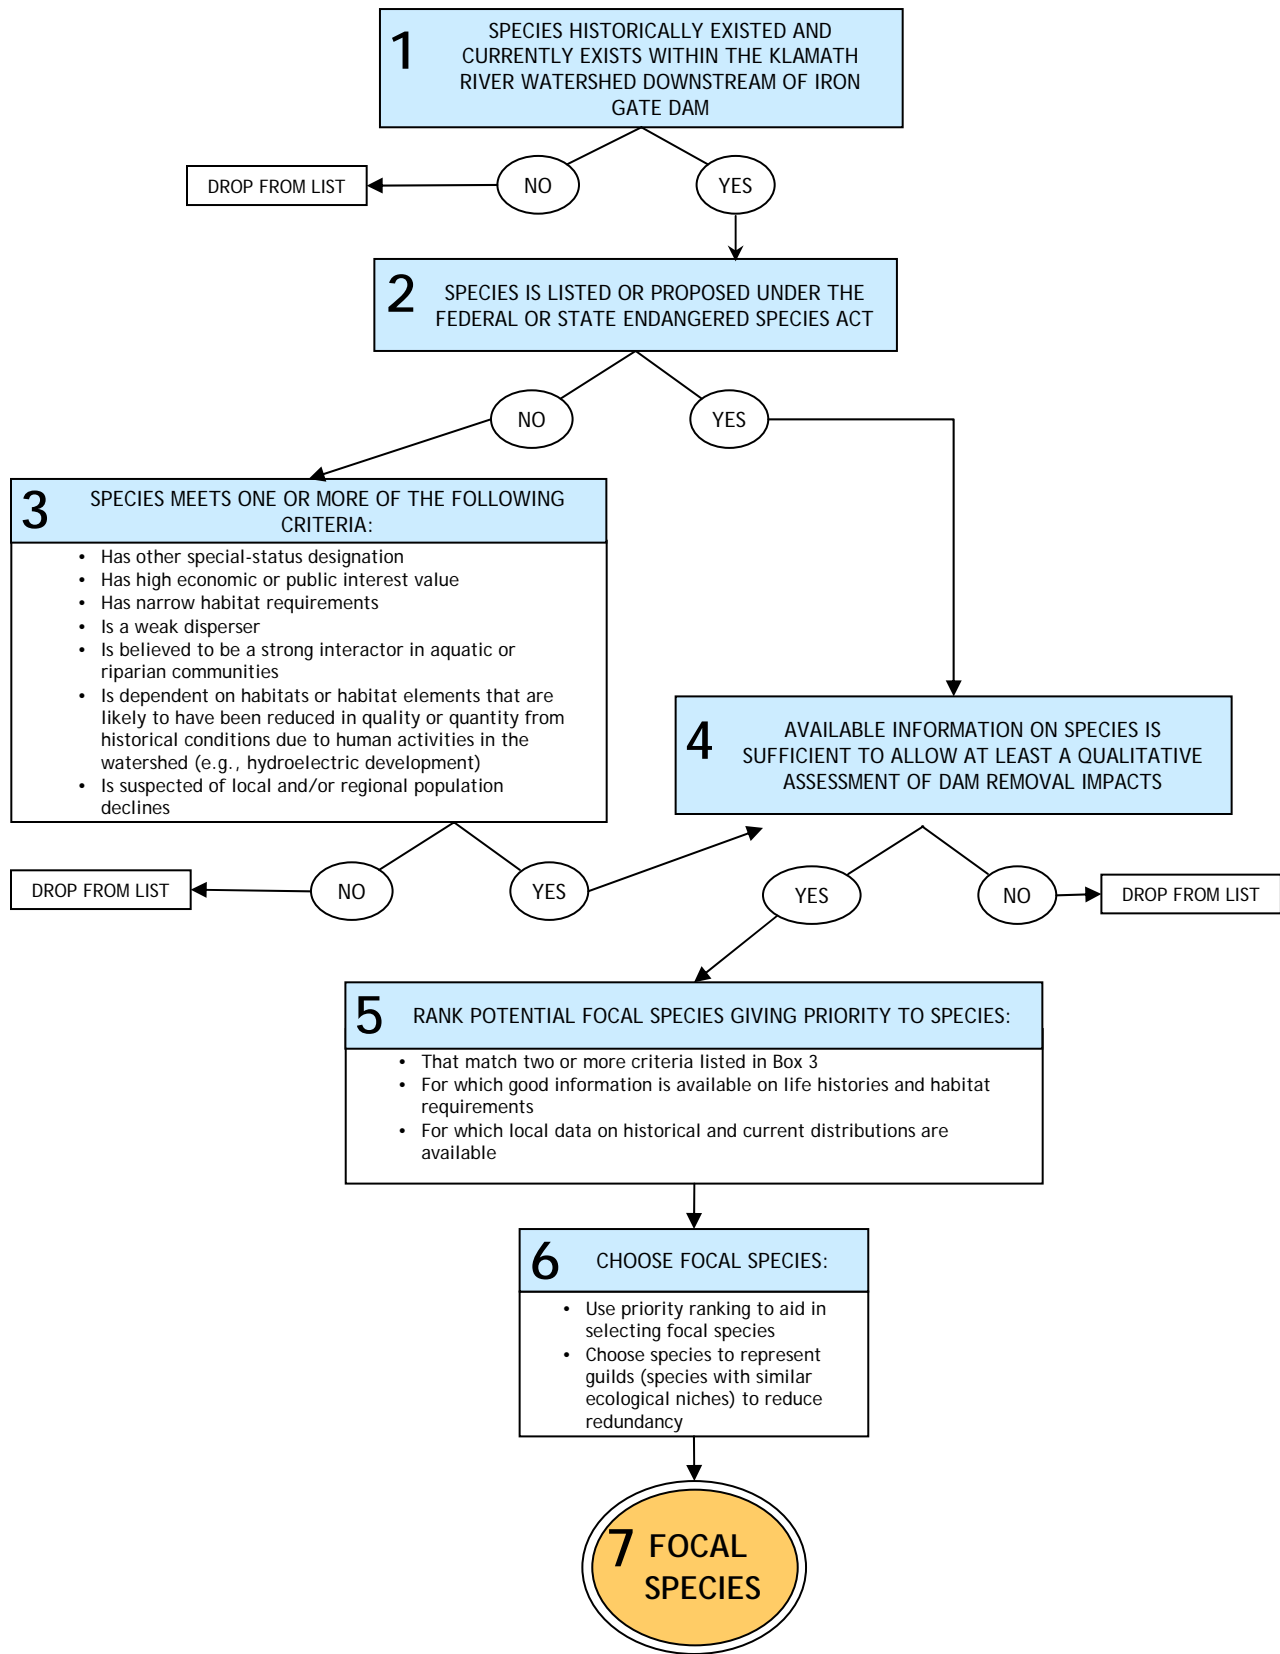 1
SPECIES HISTORICALLY EXISTED AND
CURRENTLY EXISTS WITHIN THE KLAMATH
RIVER WATERSHED DOWNSTREAM OF IRON
GATE DAM
DROP FROM LIST
NO
YES
2
SPECIES IS LISTED OR PROPOSED UNDER THE
FEDERAL OR STATE ENDANGERED SPECIES ACT
NO
YES
3
SPECIES MEETS ONE OR MORE OF THE FOLLOWING
CRITERIA:
• Has other special-status designation
• Has high economic or public interest value
• Has narrow habitat requirements
• Is a weak disperser
• Is believed to be a strong interactor in aquatic or
riparian communities
• Is dependent on habitats or habitat elements that are
likely to have been reduced in quality or quantity from
historical conditions due to human activities in the
watershed (e.g., hydroelectric development)
• Is suspected of local and/or regional population
declines
4
AVAILABLE INFORMATION ON SPECIES IS
SUFFICIENT TO ALLOW AT LEAST A QUALITATIVE
ASSESSMENT OF DAM REMOVAL IMPACTS
DROP FROM LIST
NO
YES
YES
NO
DROP FROM LIST
5
RANK POTENTIAL FOCAL SPECIES GIVING PRIORITY TO SPECIES:
• That match two or more criteria listed in Box 3
• For which good information is available on life histories and habitat
requirements
• For which local data on historical and current distributions are
available
6
CHOOSE FOCAL SPECIES:
• Use priority ranking to aid in
selecting focal species
• Choose species to represent
guilds (species with similar
ecological niches) to reduce
redundancy
7 FOCAL
SPECIES